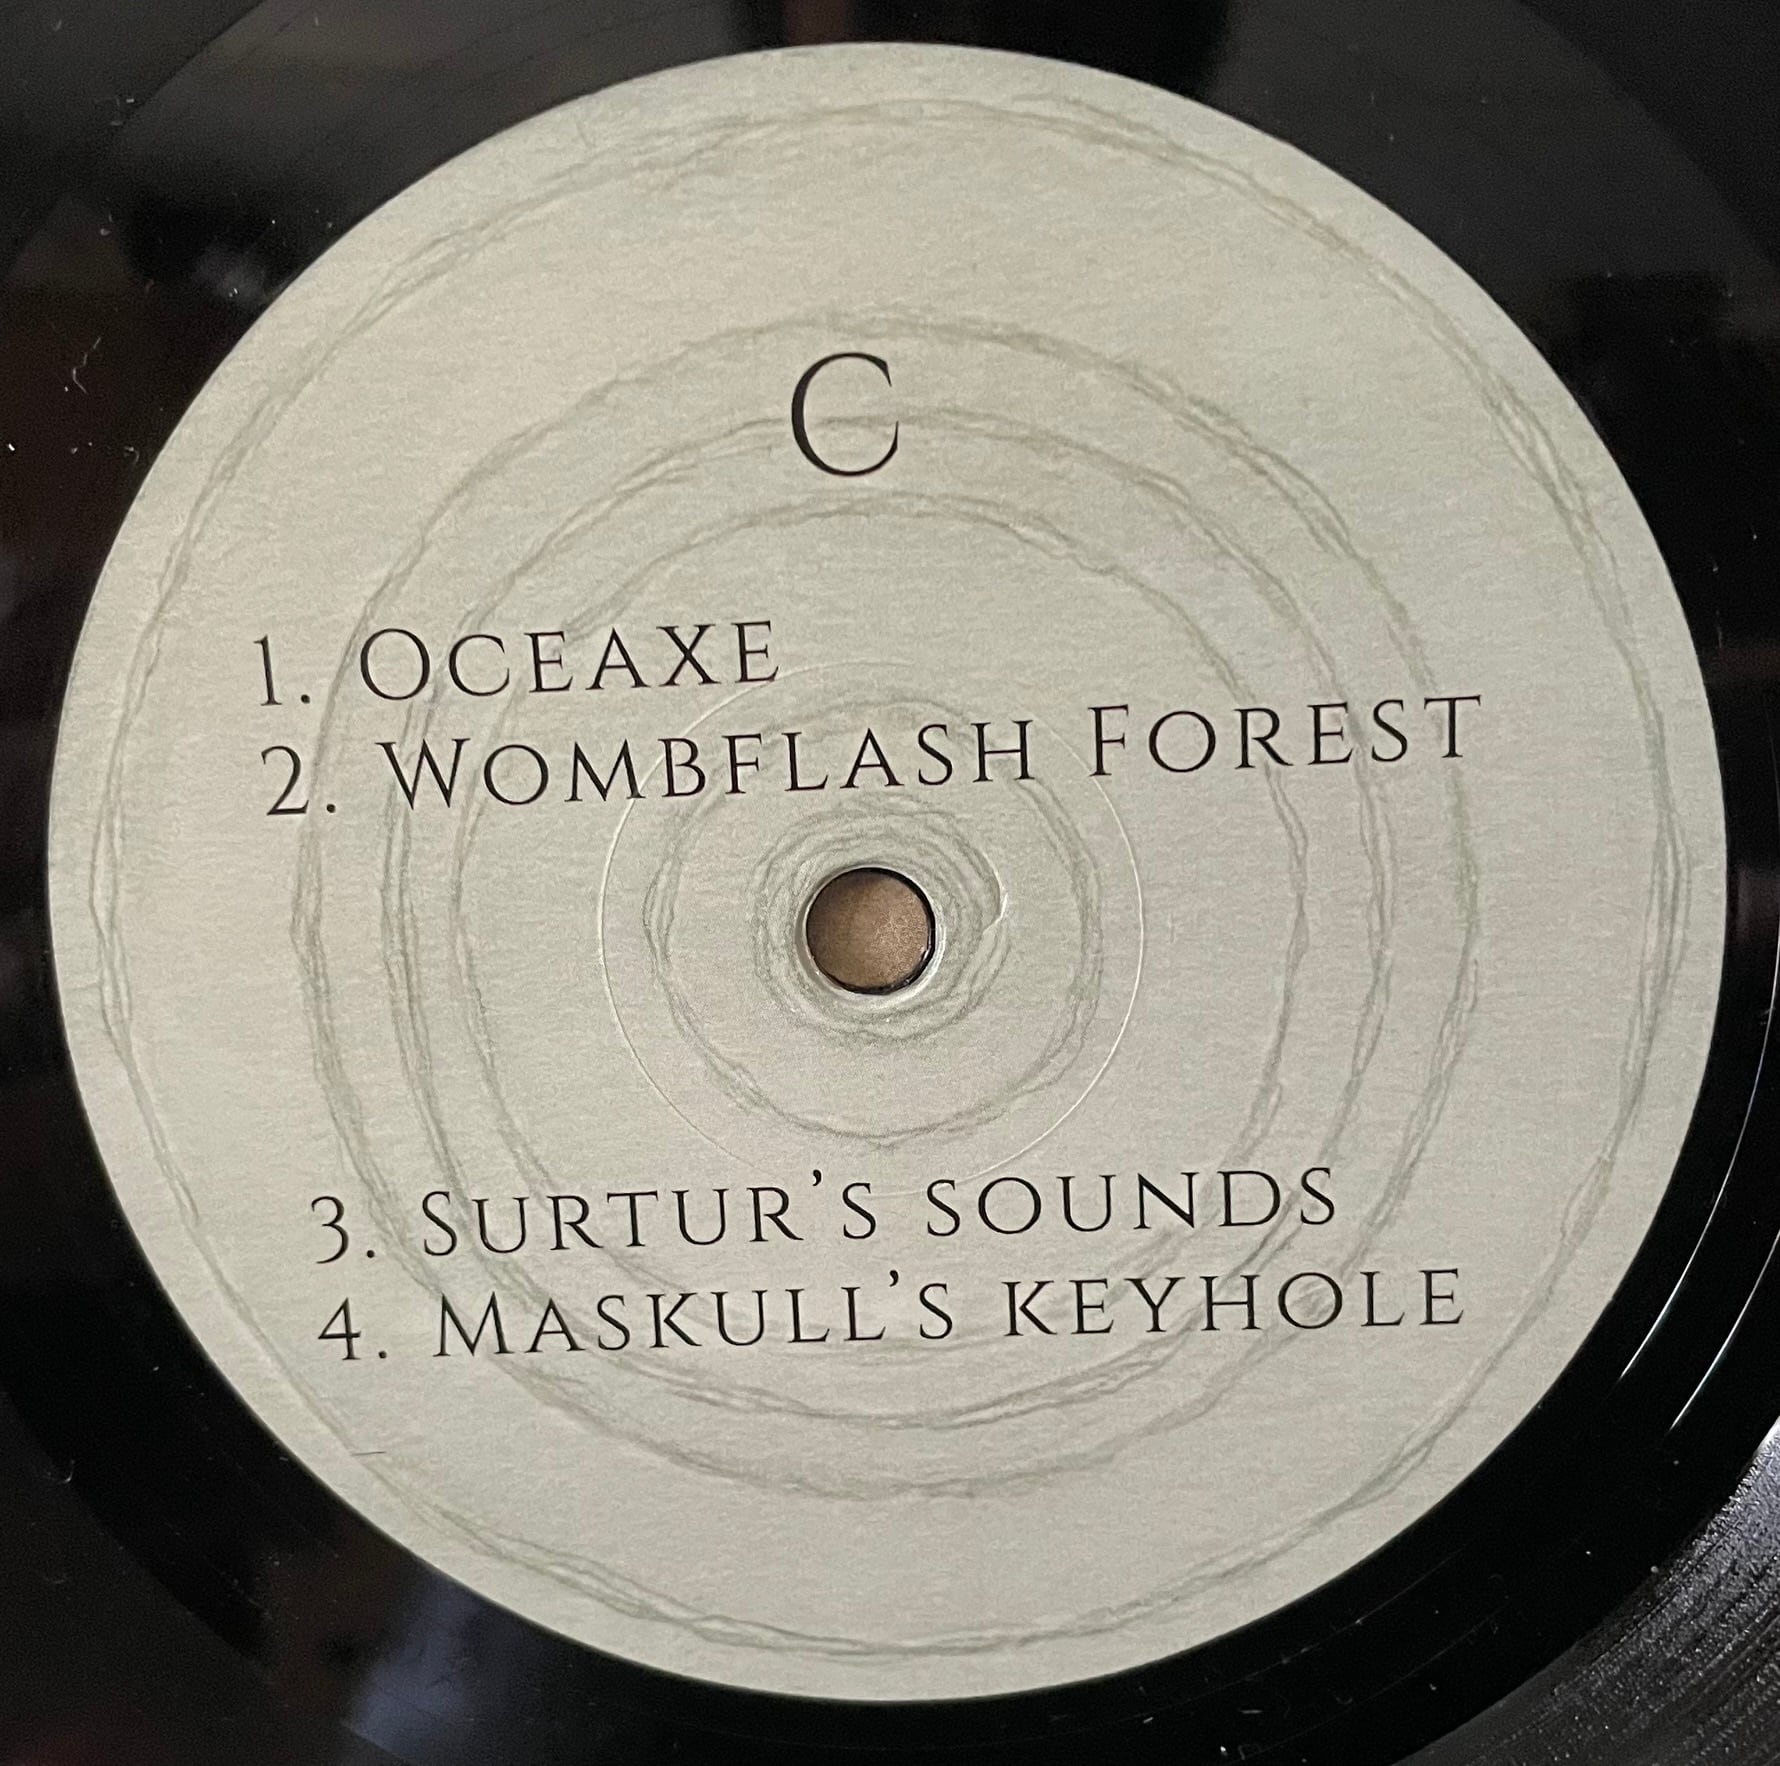 C
1. Oceaxe
2. Wombflash Forest
3. Surtur's sounds
4. Maskull's keyhole